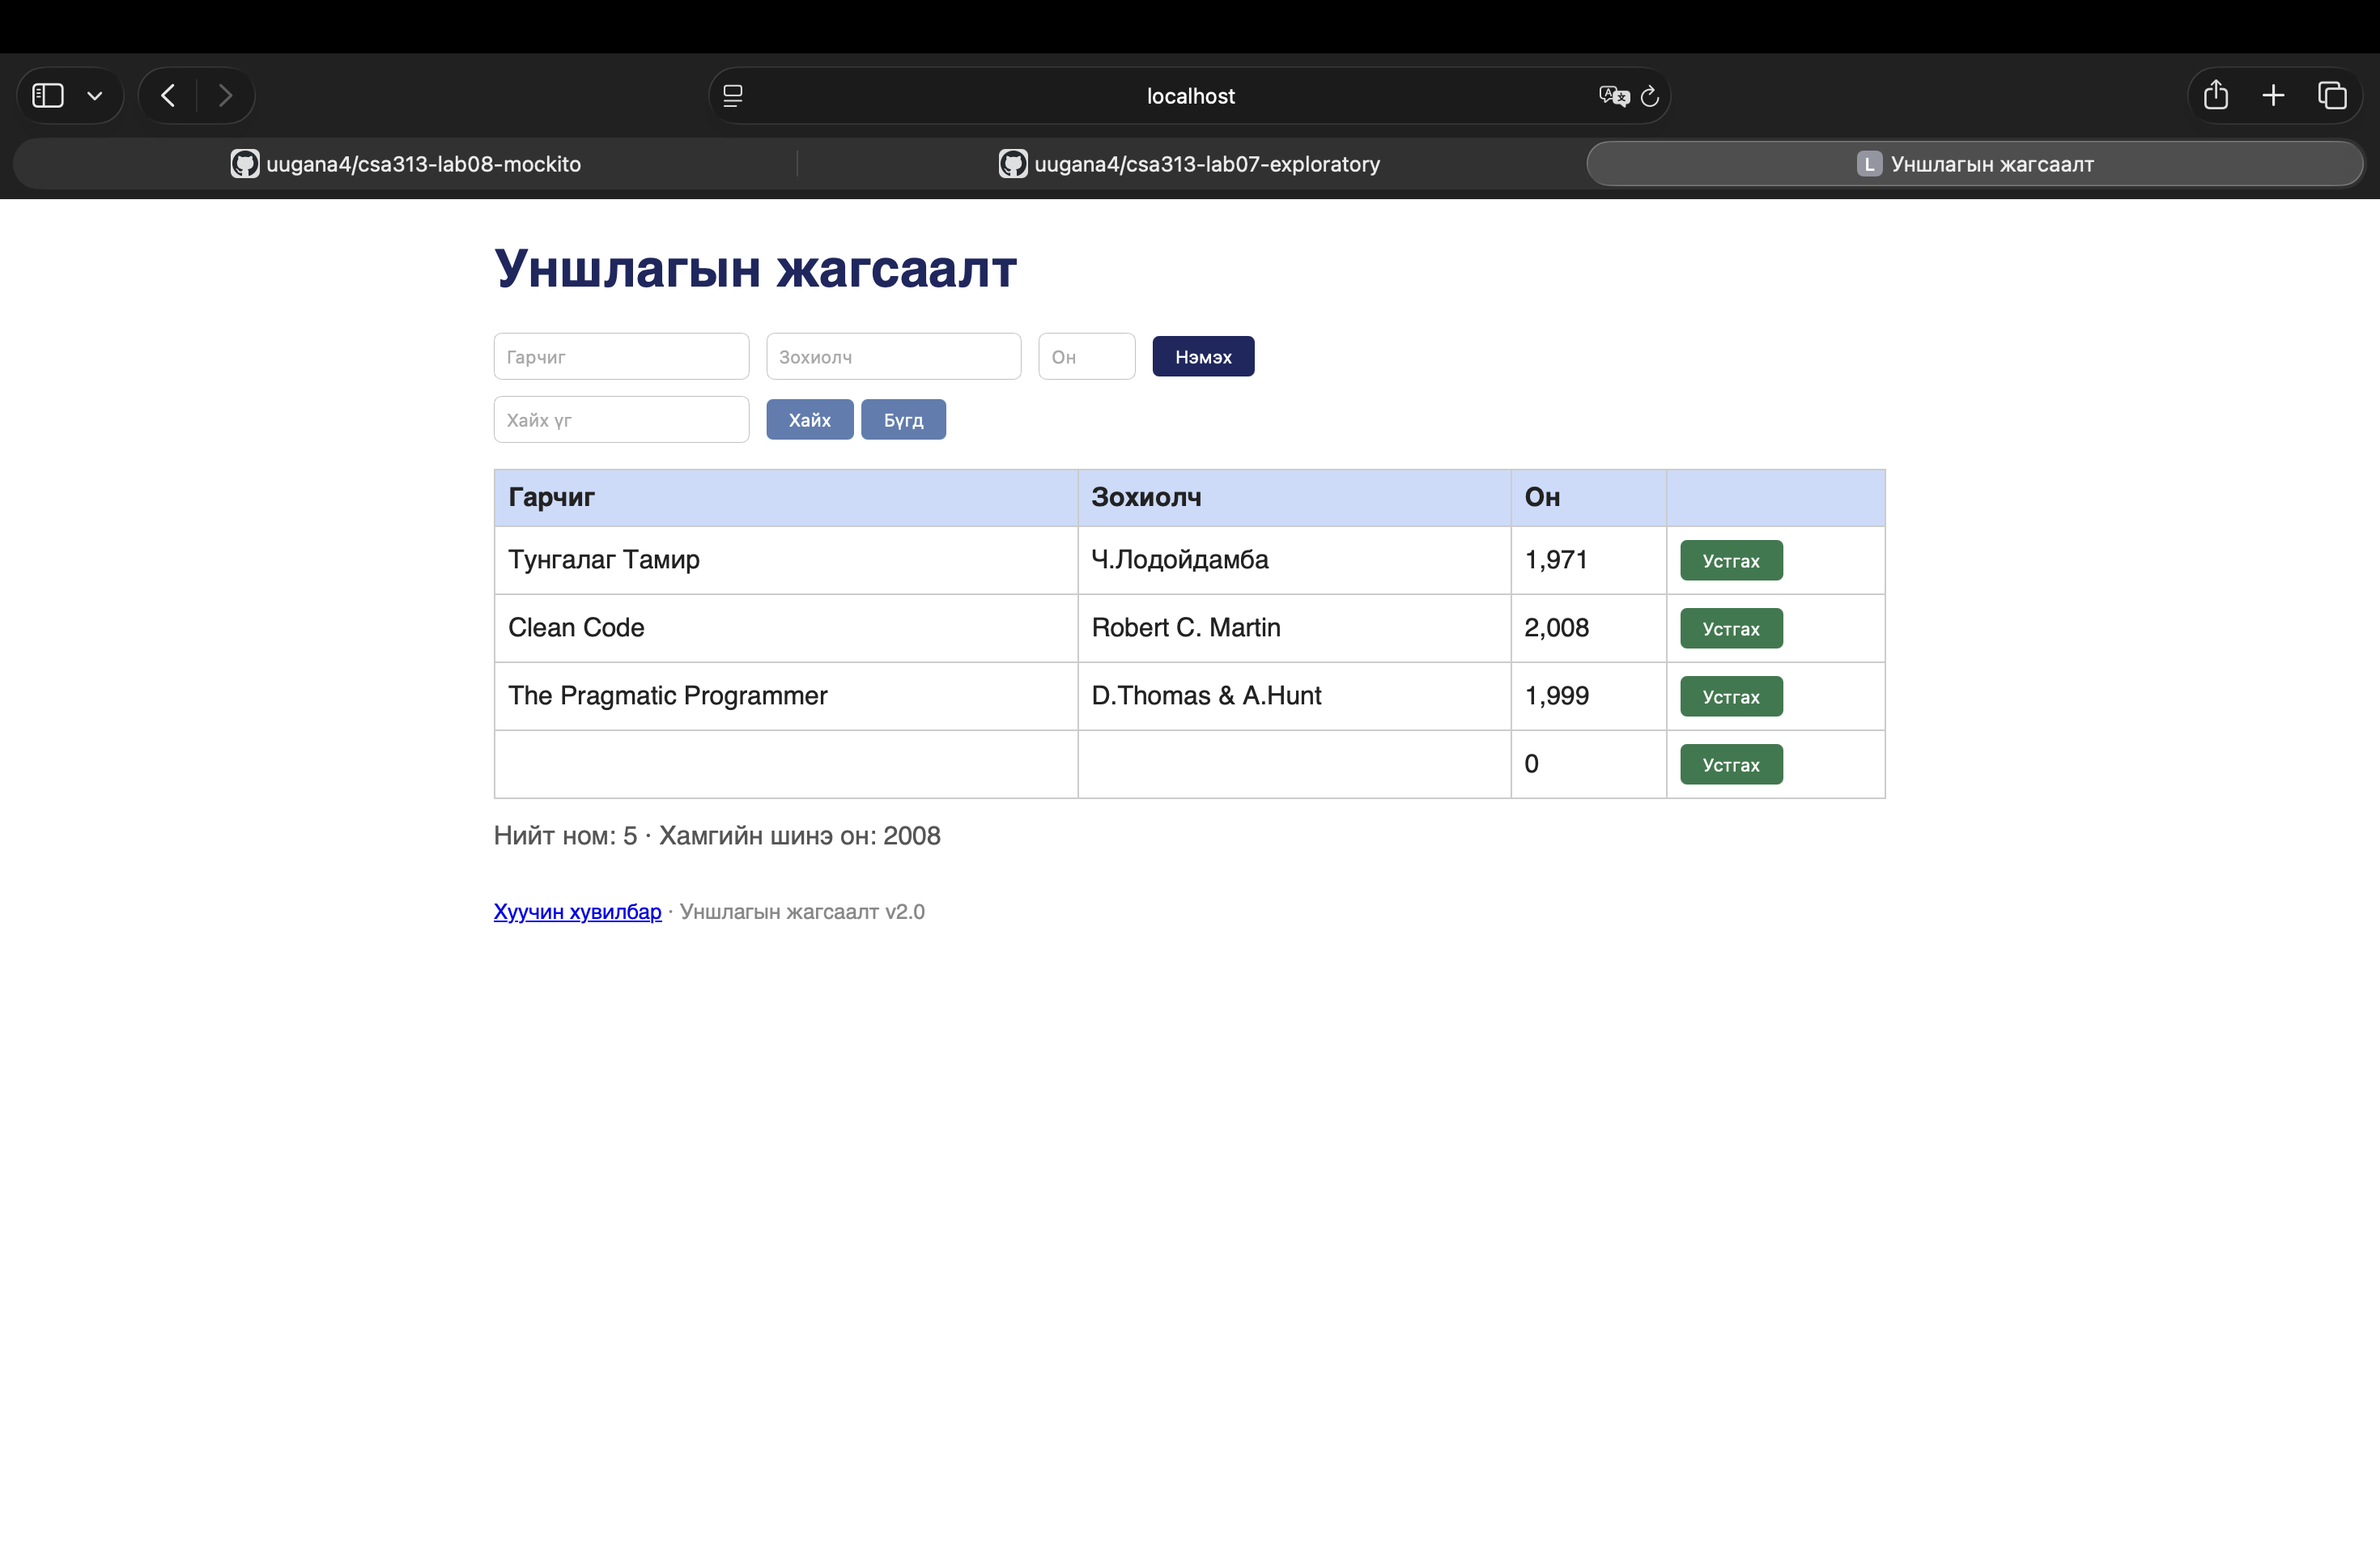 localhost
uugana4/csa313-lab08-mockito
uugana4/csa313-lab07-exploratory
L Уншлагын жагсаалт
Уншлагын жагсаалт
Гарчиг Зохиолч Он Нэмэх
Хайх үг Хайх Бүгд
Гарчиг Зохиолч Он
Тунгалаг Тамир Ч.Лодойдамба 1,971 Устгах
Clean Code Robert C. Martin 2,008 Устгах
The Pragmatic Programmer D.Thomas & A.Hunt 1,999 Устгах
0 Устгах
Нийт ном: 5 · Хамгийн шинэ он: 2008
Хуучин хувилбар · Уншлагын жагсаалт v2.0